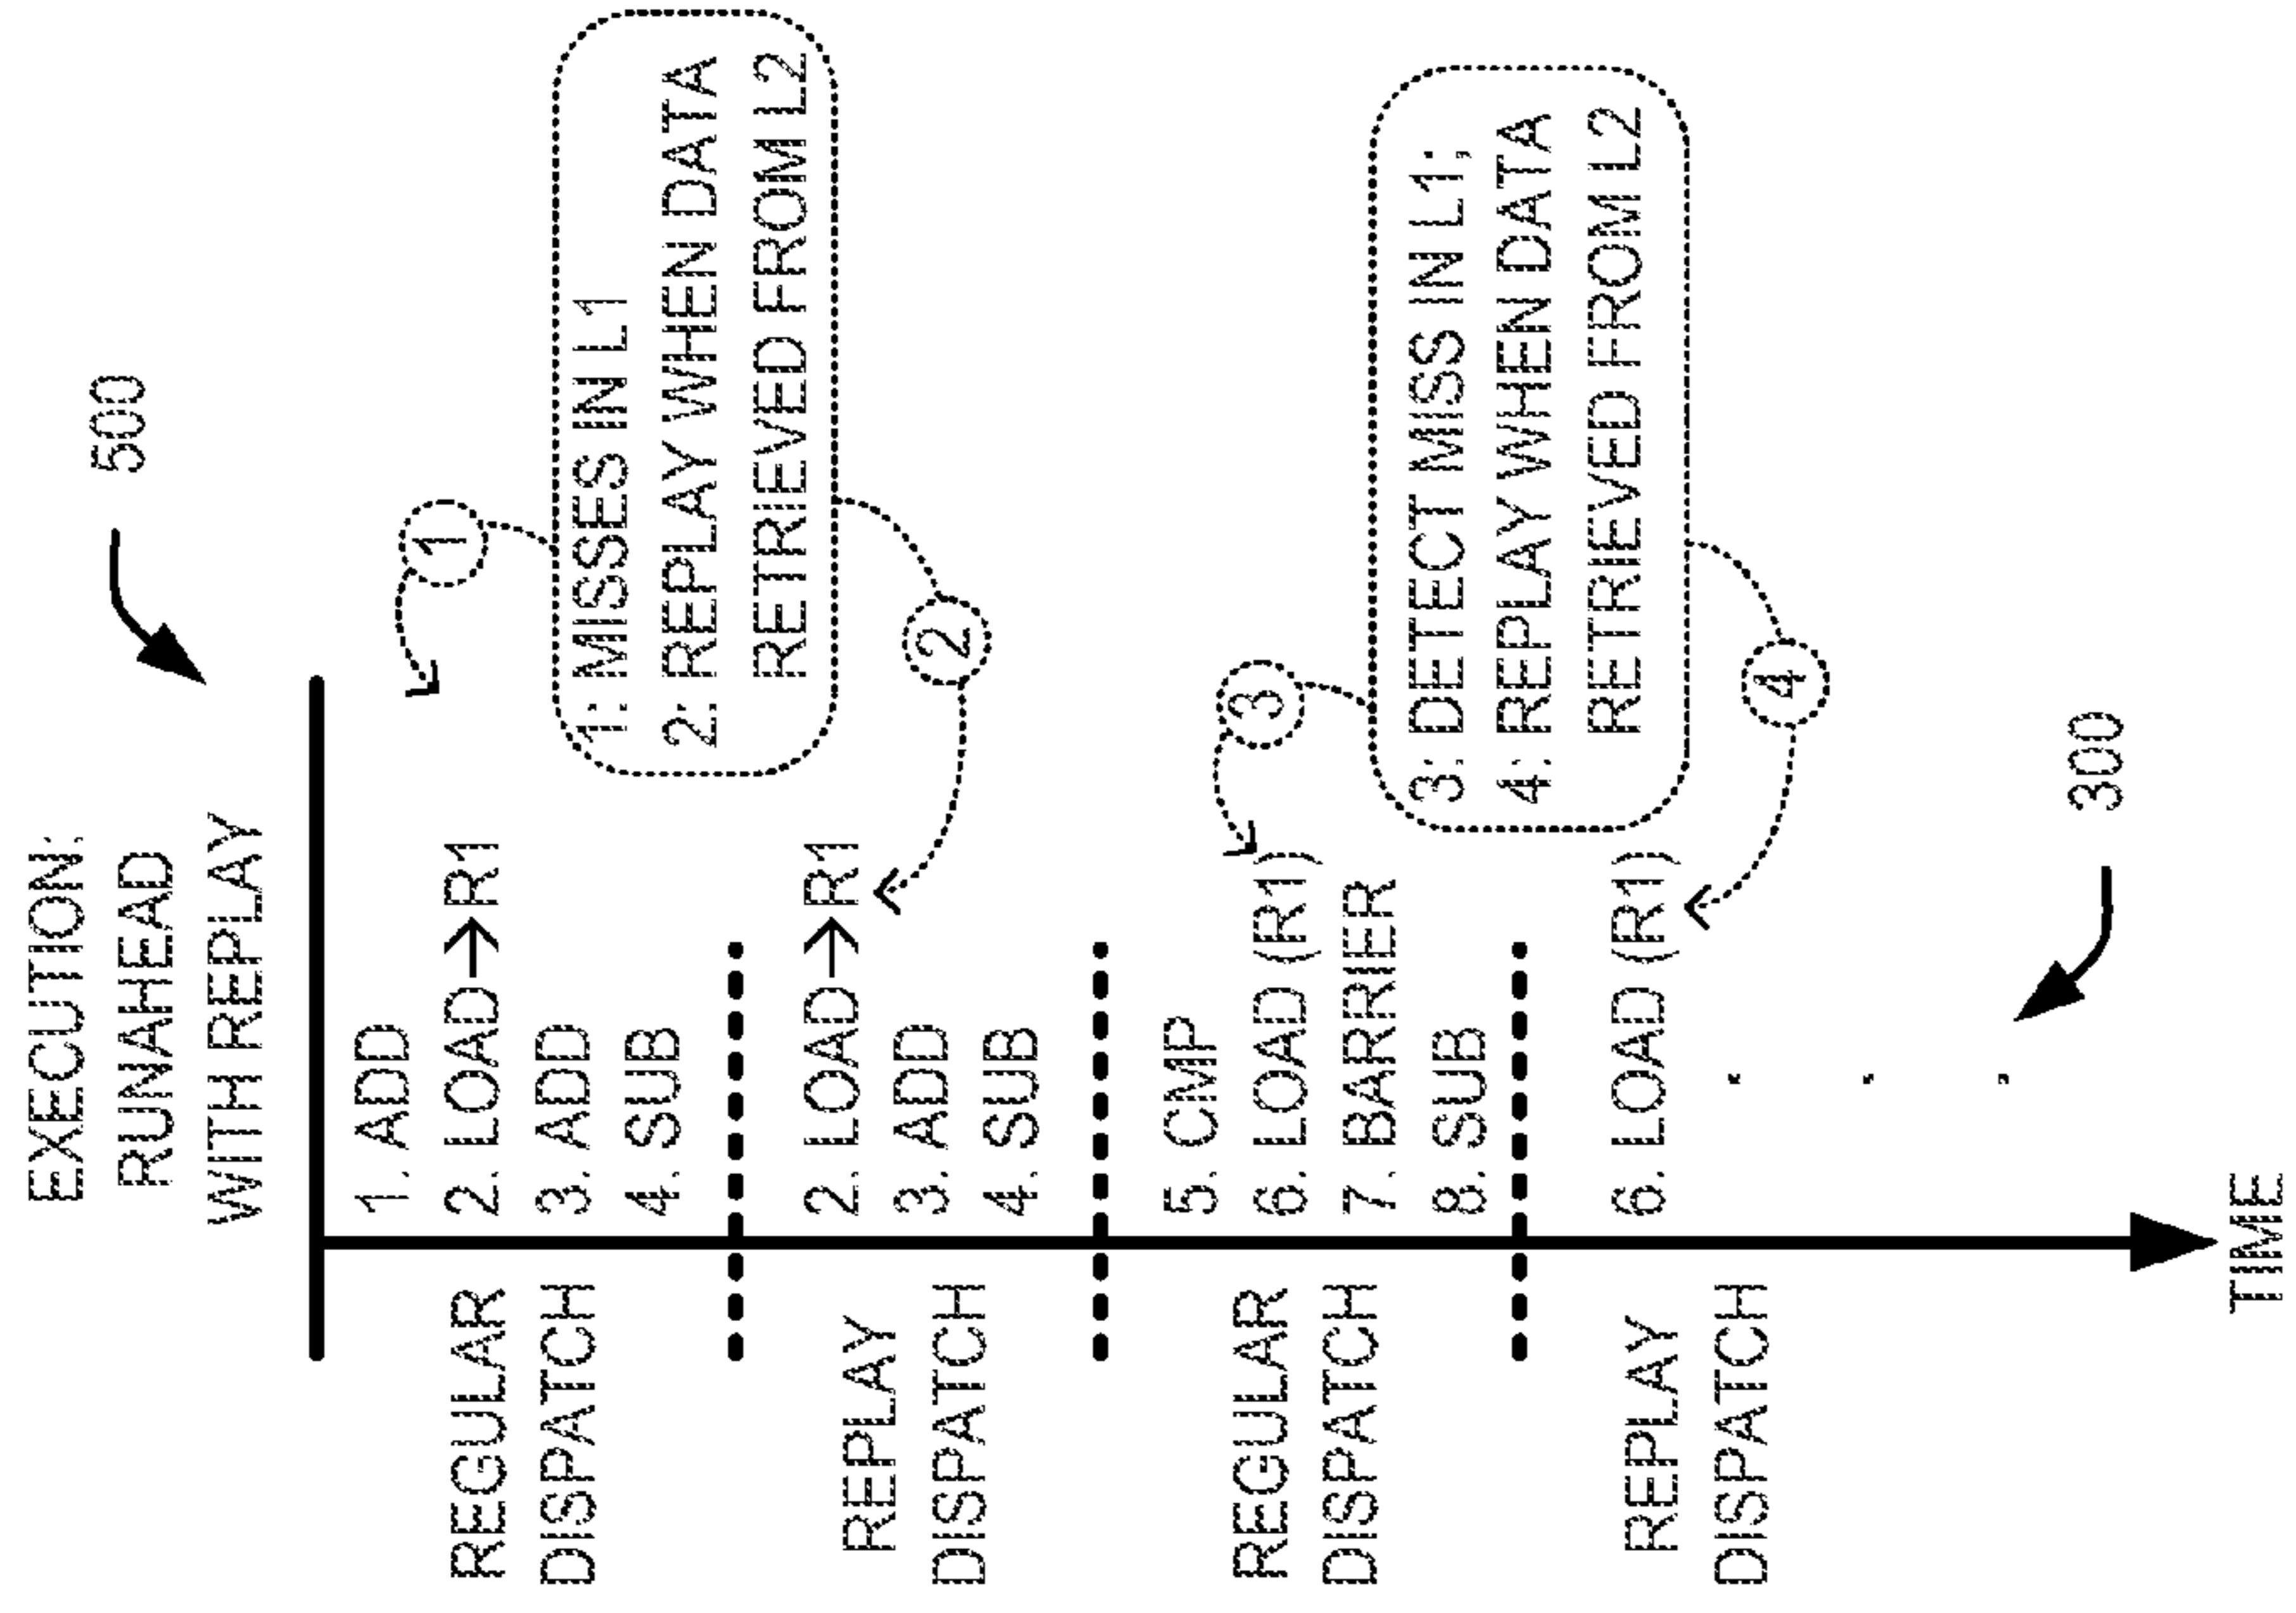 500
EXECUTION:
RUNAHEAD
WITH REPLAY
REGULAR
DISPATCH
1. ADD
2. LOAD→R1
3. ADD
4. SUB
1
1: MISSES IN L1
2: REPLAY WHEN DATA
RETRIEVED FROM L2
2
REPLAY
DISPATCH
2. LOAD→R1
3. ADD
4. SUB
REGULAR
DISPATCH
5. CMP
6. LOAD (R1)
7. BARRIER
8. SUB
3
3: DETECT MISS IN L1;
4: REPLAY WHEN DATA
RETRIEVED FROM L2
4
REPLAY
DISPATCH
6. LOAD (R1)
300
TIME